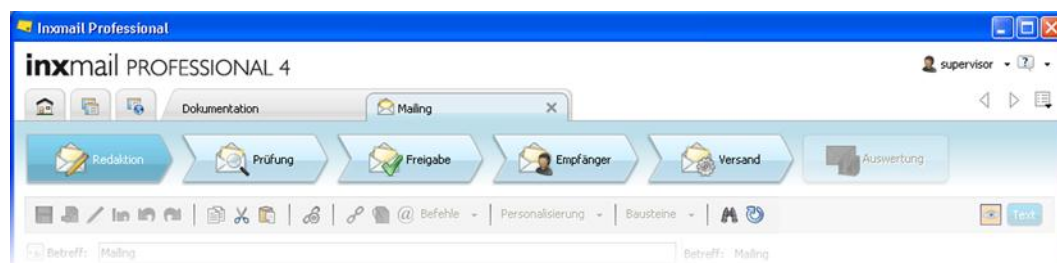 Inxmail Professional
inxmail PROFESSIONAL 4
supervisor
Dokumentation
Mailing
Redaktion
Prüfung
Freigabe
Empfänger
Versand
Auswertung
Befehle
Personalisierung
Bausteine
Text
Betreff: Mailing
Betreff: Mailing